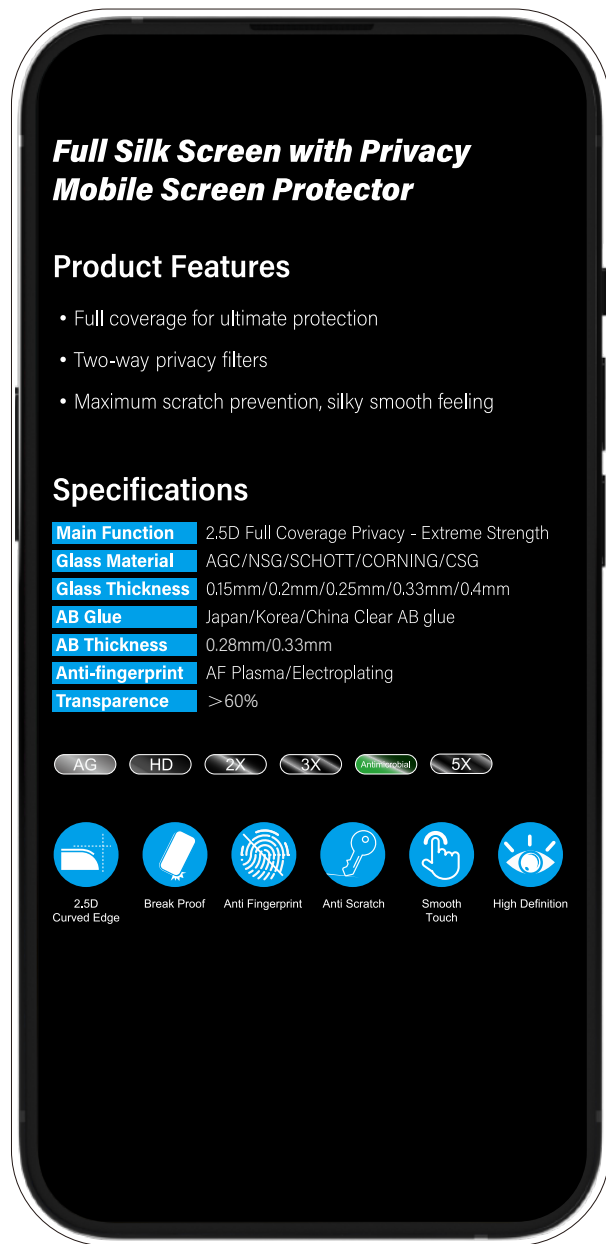 Full Silk Screen with Privacy
Mobile Screen Protector
Product Features
• Full coverage for ultimate protection
• Two-way privacy filters
• Maximum scratch prevention, silky smooth feeling
Specifications
Main Function 2.5D Full Coverage Privacy - Extreme Strength
Glass Material AGC/NSG/SCHOTT/CORNING/CSG
Glass Thickness 0.15mm/0.2mm/0.25mm/0.33mm/0.4mm
AB Glue Japan/Korea/China Clear AB glue
AB Thickness 0.28mm/0.33mm
Anti-fingerprint AF Plasma/Electroplating
Transparence >60%
AG HD 2X 3X Antimicrobial 5X
2.5D Curved Edge
Break Proof
Anti Fingerprint
Anti Scratch
Smooth Touch
High Definition